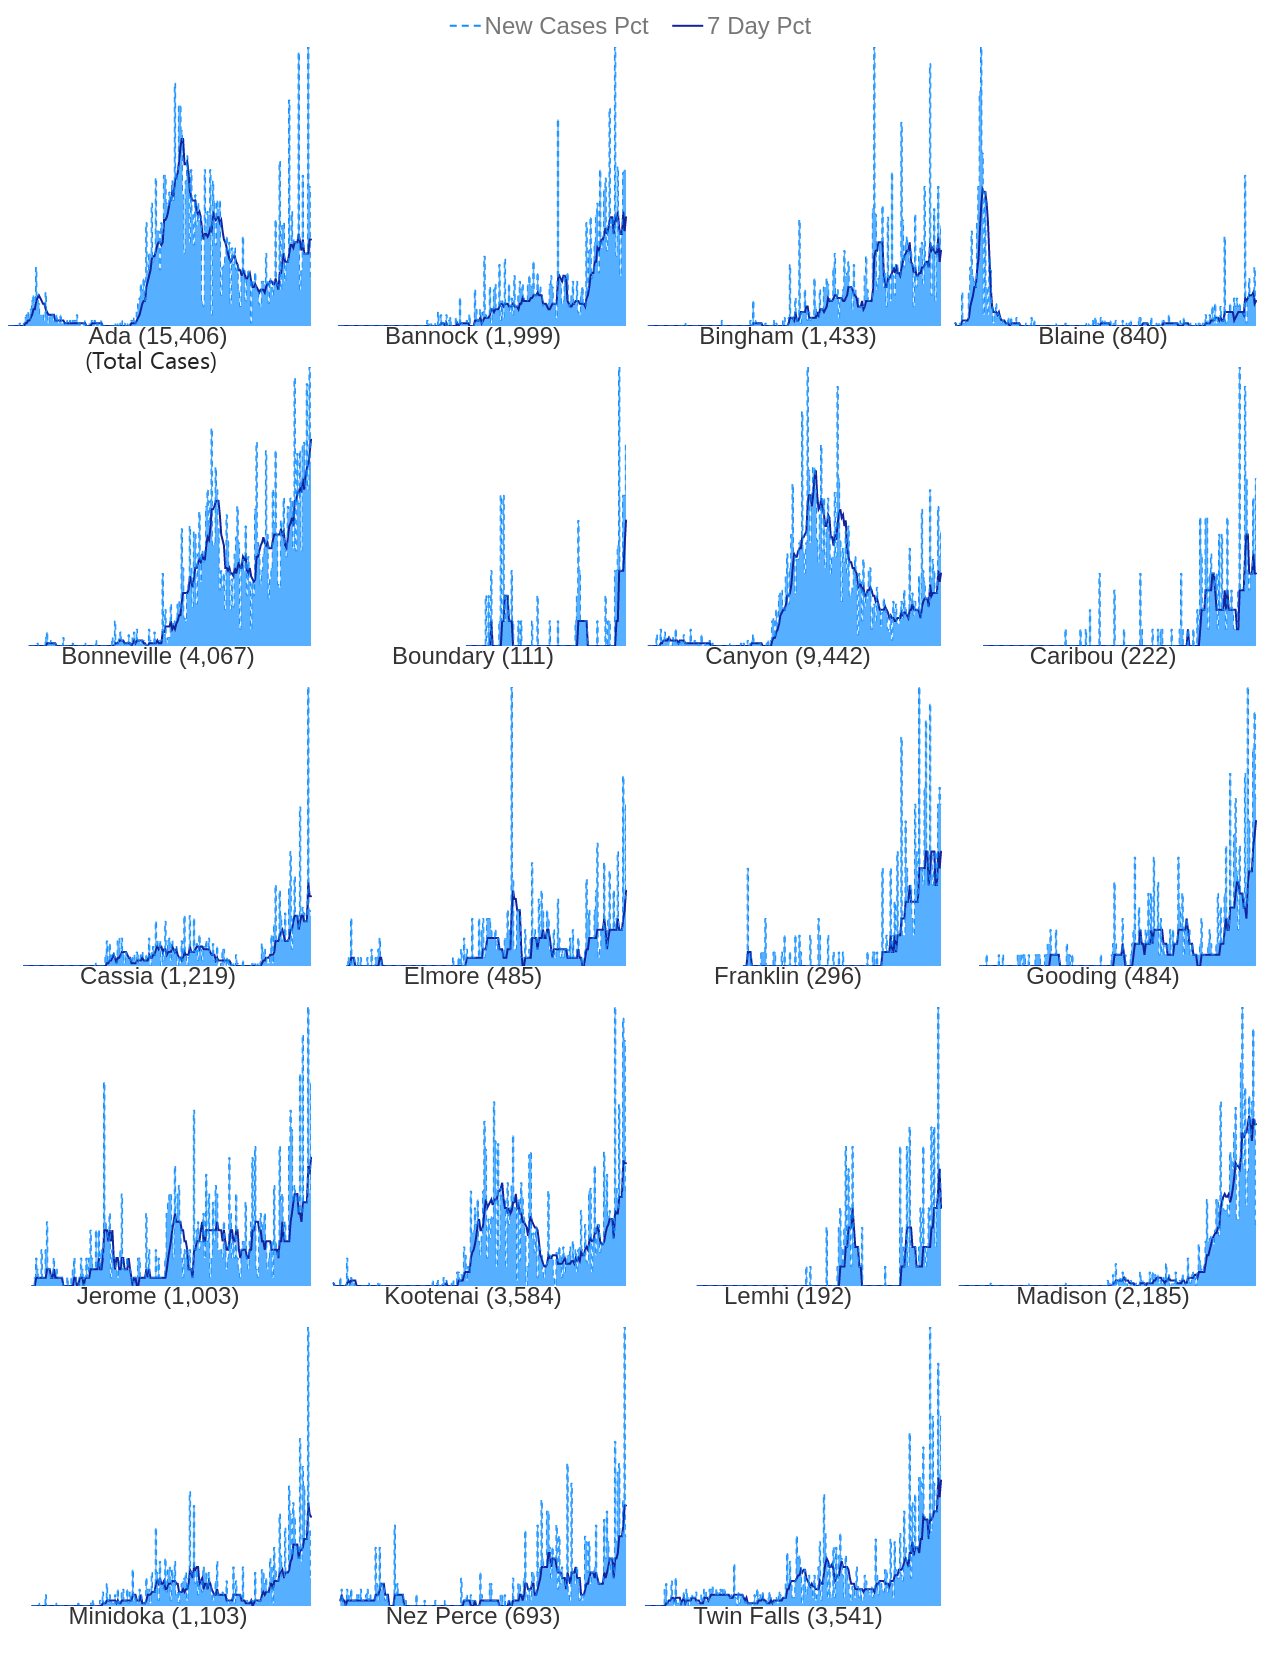 New Cases Pct 7 Day Pct
Ada (15,406) Bannock (1,999) Bingham (1,433) Blaine (840)
(Total Cases)
Bonneville (4,067) Boundary (111) Canyon (9,442) Caribou (222)
Cassia (1,219) Elmore (485) Franklin (296) Gooding (484)
Jerome (1,003) Kootenai (3,584) Lemhi (192) Madison (2,185)
Minidoka (1,103) Nez Perce (693) Twin Falls (3,541)